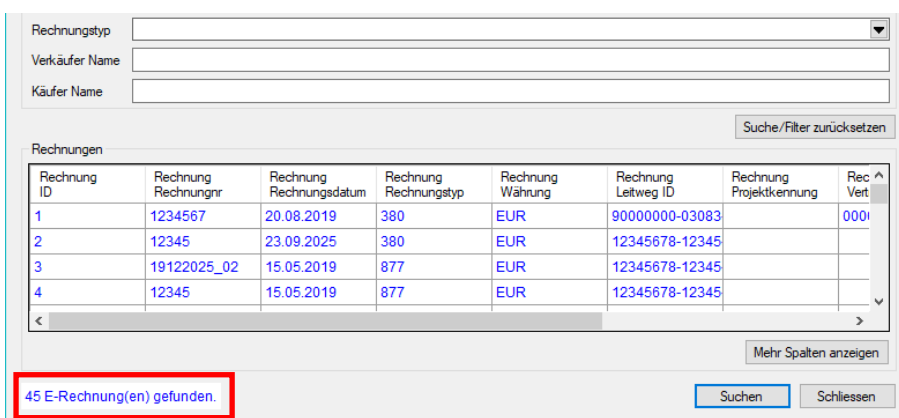 Rechnungstyp
Verkäufer Name
Käufer Name
Suche/Filter zurücksetzen
Rechnungen
Rechnung ID Rechnung Rechnungnr Rechnung Rechnungsdatum Rechnung Rechnungstyp Rechnung Währung Rechnung Leitweg ID Rechnung Projektkennung
1 1234567 20.08.2019 380 EUR 90000000-03083-
2 12345 23.09.2025 380 EUR 12345678-12345-
3 19122025_02 15.05.2019 877 EUR 12345678-12345-
4 12345 15.05.2019 877 EUR 12345678-12345-
Mehr Spalten anzeigen
45 E-Rechnung(en) gefunden. Suchen Schliessen